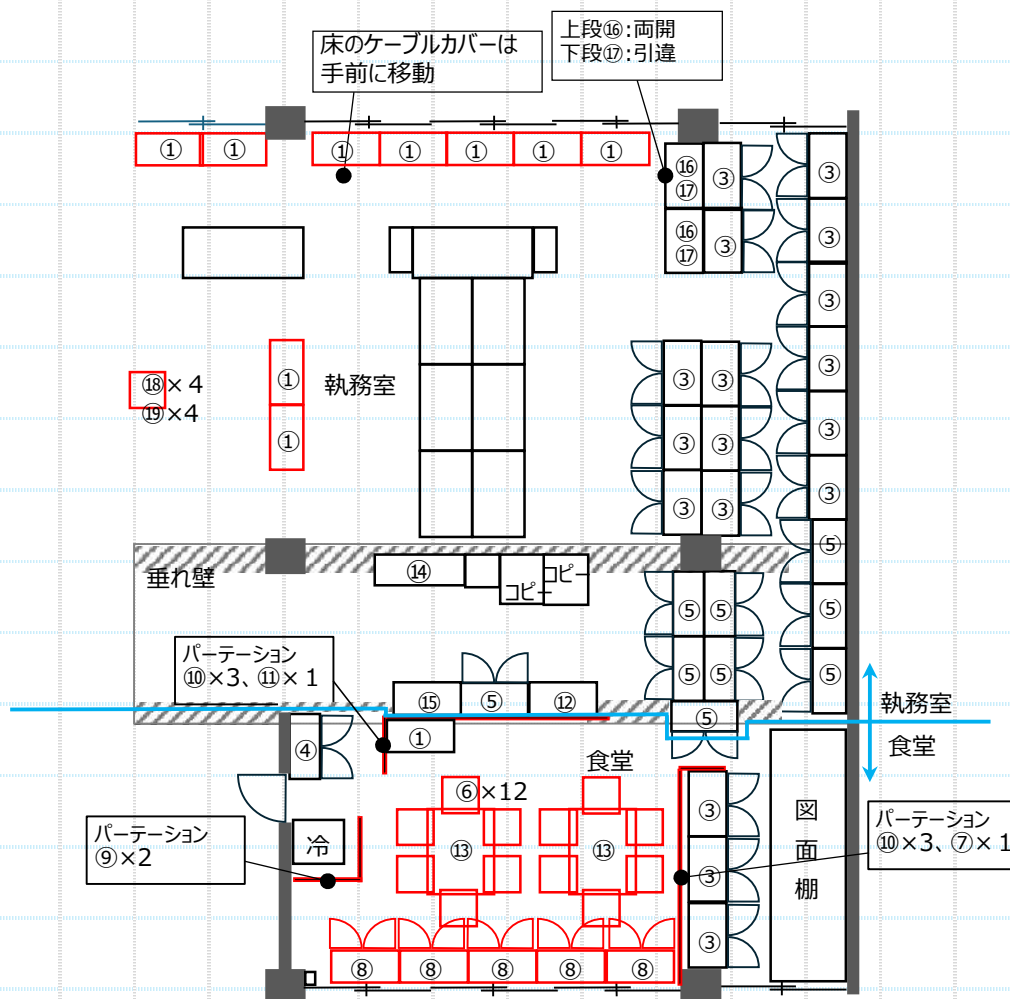 床のケーブルカバーは
手前に移動
上段⑯:両開
下段⑰:引違
① ① ① ① ① ① ①
⑯ ③ ③
⑰
⑯ ③ ③
⑰
③
③ ③ ③
① 執務室
⑱×4
⑲×4
① ③ ③ ③
③ ③ ③
⑤
垂れ壁 ⑭ コピー コピー
⑤ ⑤ ⑤
パーテーション
⑩×3、⑪×1
⑤ ⑤ ⑤
⑮ ⑤ ⑫
⑤ 執務室
① 食堂
④ 食堂
⑥×12
③
パーテーション
⑨×2
冷
⑬ ⑬
図面棚
パーテーション
⑩×3、⑦×1
③
③
⑧ ⑧ ⑧ ⑧ ⑧